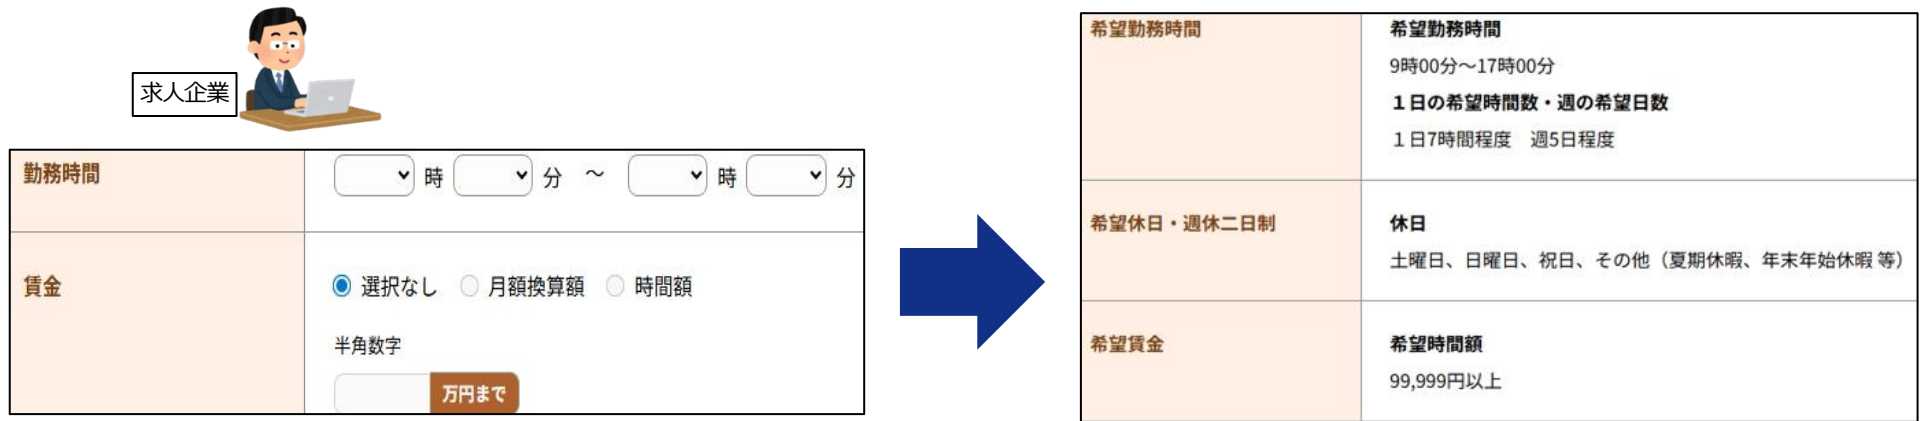 求人企業
勤務時間
時 分 ～ 時 分
賃金
選択なし 月額換算額 時間額
半角数字
万円まで
希望勤務時間
希望勤務時間
9時00分～17時00分
１日の希望時間数・週の希望日数
１日7時間程度　週5日程度
希望休日・週休二日制
休日
土曜日、日曜日、祝日、その他（夏期休暇、年末年始休暇 等）
希望賃金
希望時間額
99,999円以上